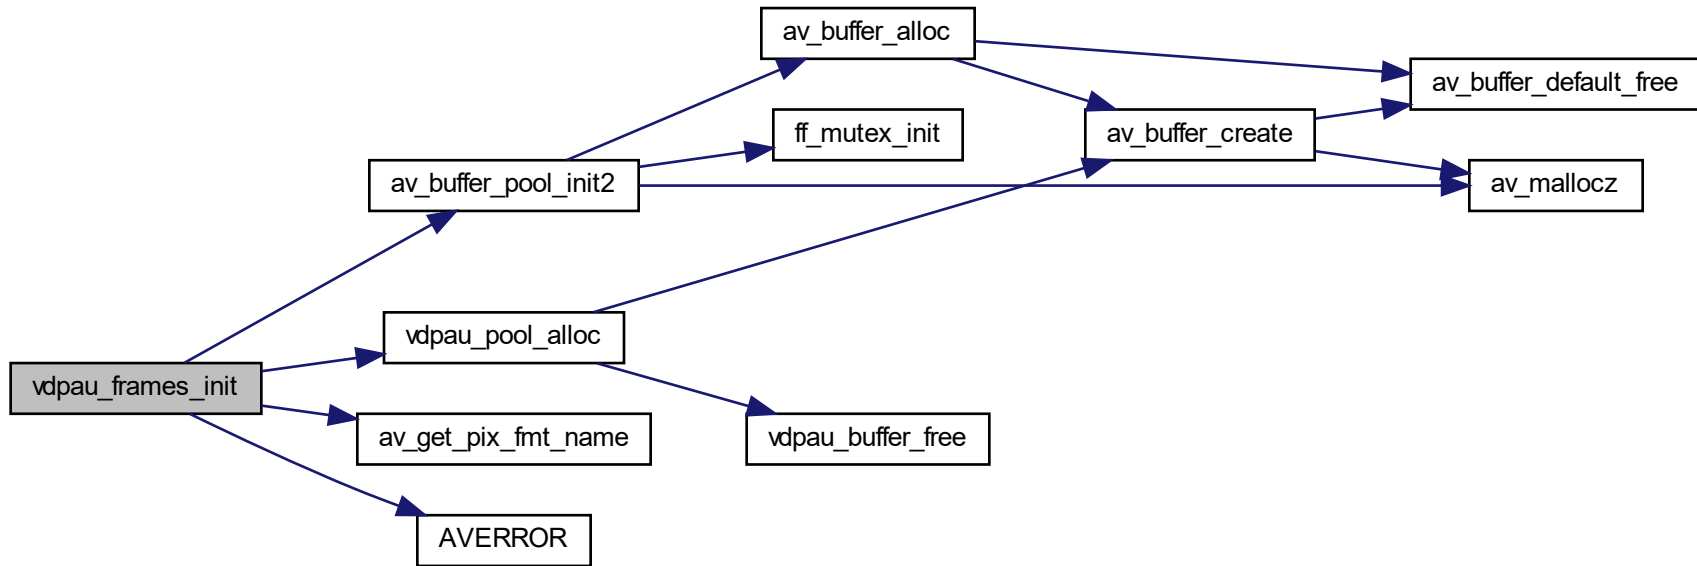 av_buffer_alloc
av_buffer_default_free
ff_mutex_init
av_buffer_create
av_buffer_pool_init2
av_mallocz
vdpau_pool_alloc
vdpau_frames_init
av_get_pix_fmt_name
vdpau_buffer_free
AVERROR